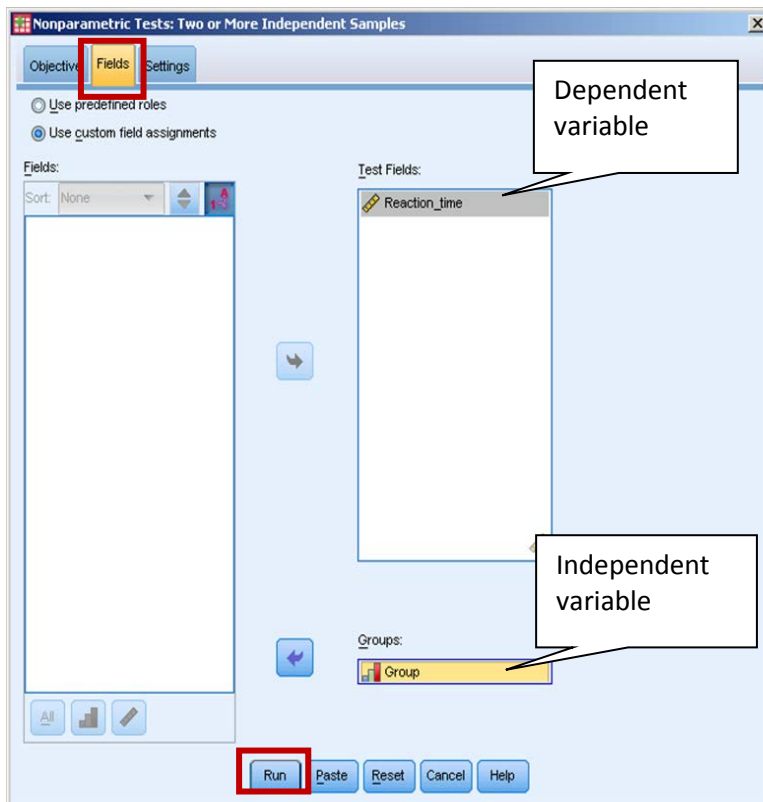 Nonparametric Tests: Two or More Independent Samples
Objective Fields Settings
Use predefined roles
Use custom field assignments
Dependent
variable
Fields:
Sort: None
Test Fields:
Reaction_time
Independent
variable
Groups:
Group
All
Run Paste Reset Cancel Help